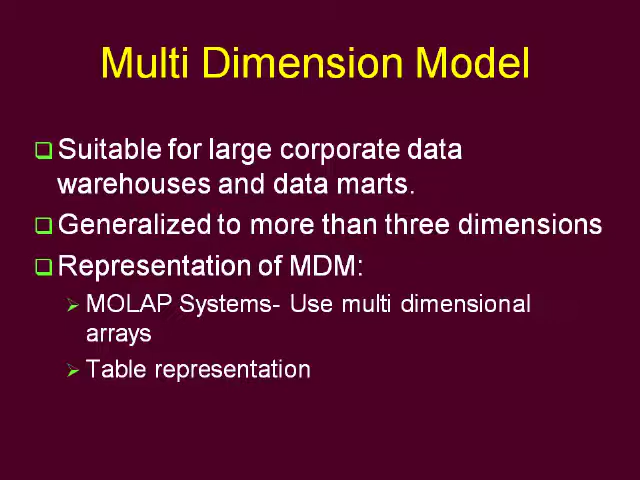 Multi Dimension Model
Suitable for large corporate data
warehouses and data marts.
Generalized to more than three dimensions
Representation of MDM:
MOLAP Systems- Use multi dimensional
arrays
Table representation